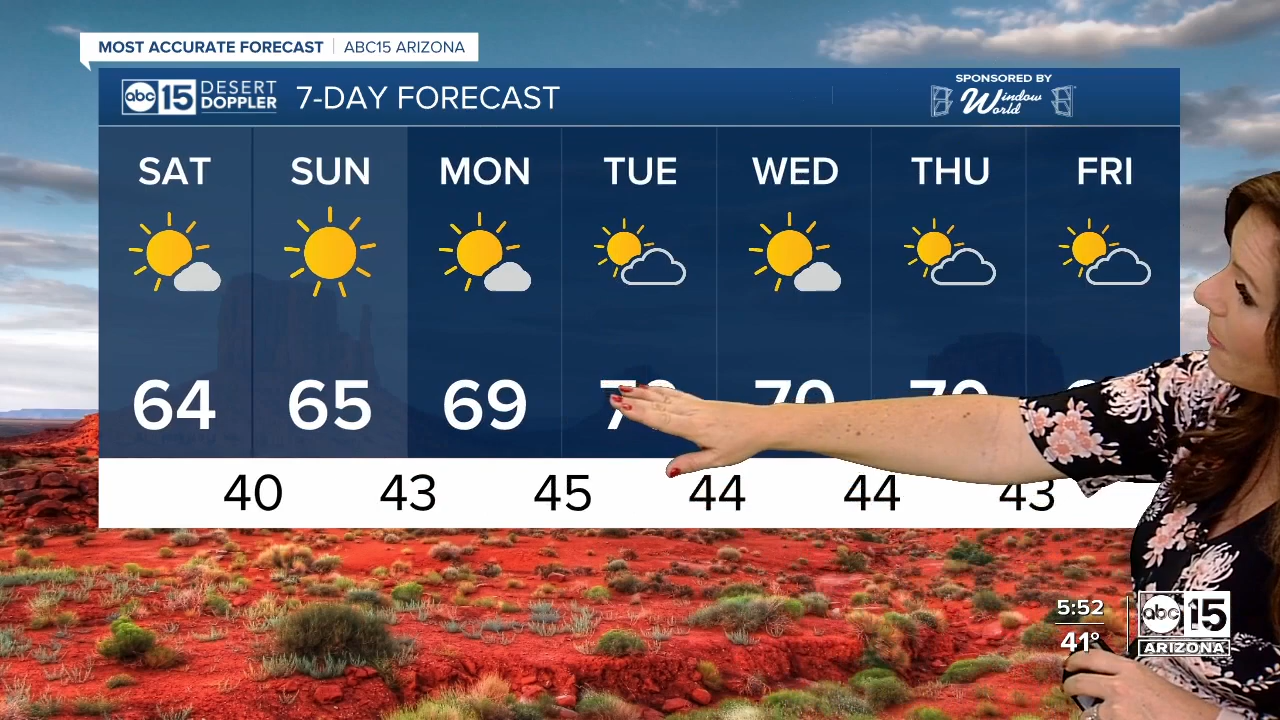 MOST ACCURATE FORECAST | ABC15 ARIZONA
abc 15 DESERT DOPPLER 7-DAY FORECAST
SPONSORED BY
Window World
SAT SUN MON TUE WED THU FRI
64 65 69 70 70
40 43 45 44 44 43
5:52
41°
abc 15
ARIZONA